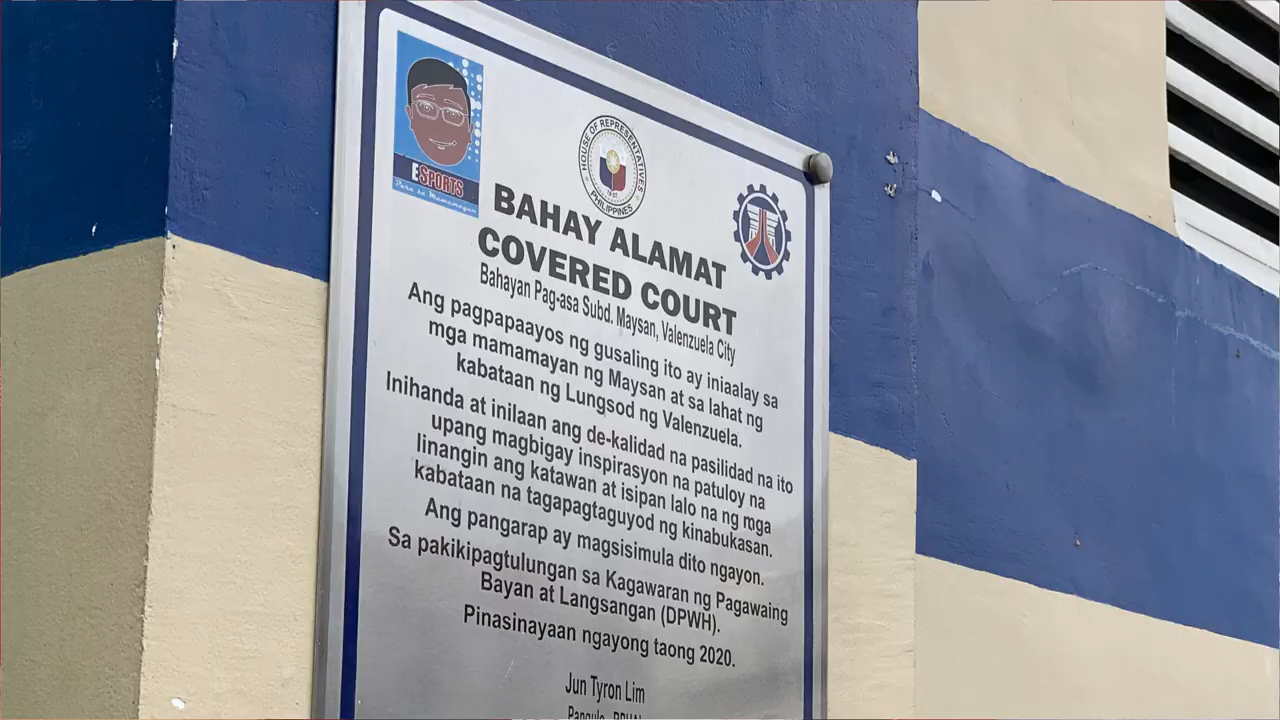 ESPORTS
Para sa Mamamayan
HOUSE OF REPRESENTATIVES
PHILIPPINES
BAHAY ALAMAT
COVERED COURT
Bahayan Pag-asa Subd. Maysan, Valenzuela City
Ang pagpapaayos ng gusaling ito ay iniaalay sa
mga mamamayan ng Maysan at sa lahat ng
kabataan ng Lungsod ng Valenzuela.
Inihanda at inilaan ang de-kalidad na pasilidad na ito
upang magbigay inspirasyon na patuloy na
linangin ang katawan at isipan lalo na ng mga
kabataan na tagapagtaguyod ng kinabukasan.
Ang pangarap ay magsisimula dito ngayon.
Sa pakikipagtulungan sa Kagawaran ng Pagawaing
Bayan at Langsangan (DPWH).
Pinasinayaan ngayong taong 2020.
Jun Tyron Lim
Pangulo,